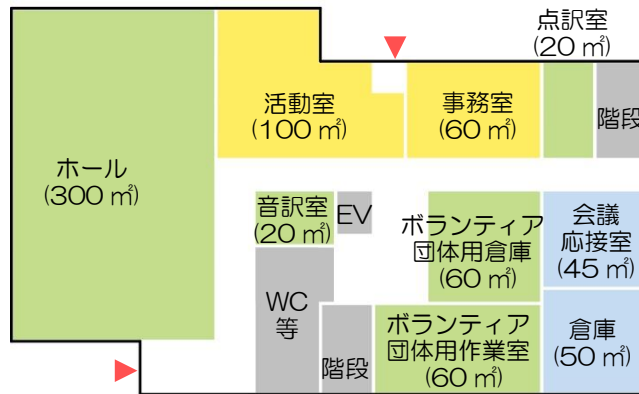 点訳室
(20 ㎡)
活動室
(100 ㎡)
事務室
(60 ㎡)
階段
ホール
(300 ㎡)
音訳室
(20 ㎡)
EV
ボランティア
団体用倉庫
(60 ㎡)
会議
応接室
(45 ㎡)
WC
等
階段
ボランティア
団体用作業室
(60 ㎡)
倉庫
(50 ㎡)